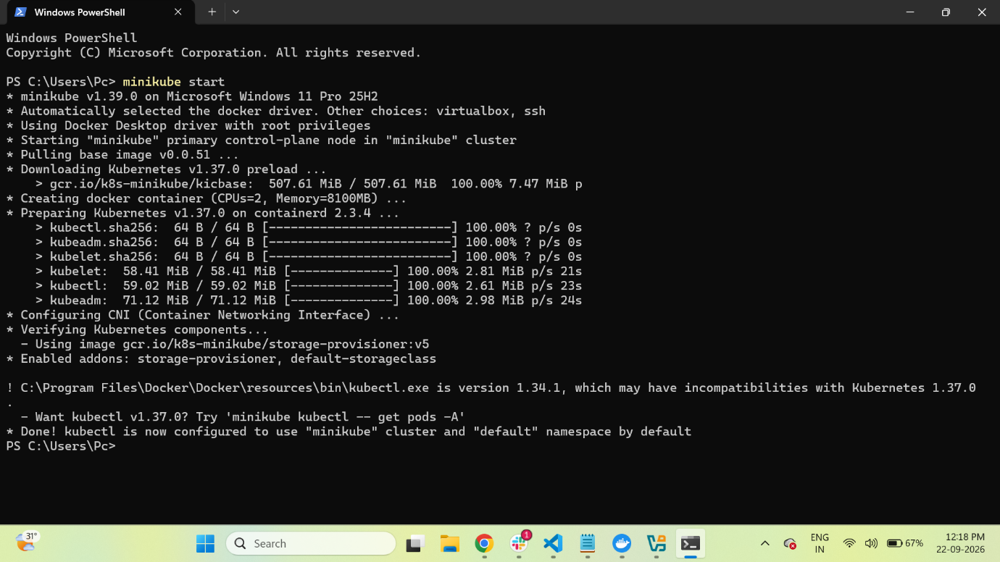 Windows PowerShell
Windows PowerShell
Copyright (C) Microsoft Corporation. All rights reserved.
PS C:\Users\Pc> minikube start
* minikube v1.39.0 on Microsoft Windows 11 Pro 25H2
* Automatically selected the docker driver. Other choices: virtualbox, ssh
* Using Docker Desktop driver with root privileges
* Starting "minikube" primary control-plane node in "minikube" cluster
* Pulling base image v0.0.51 ...
* Downloading Kubernetes v1.37.0 preload ...
    > gcr.io/k8s-minikube/kicbase:  507.61 MiB / 507.61 MiB  100.00% 7.47 MiB p
* Creating docker container (CPUs=2, Memory=8100MB) ...
* Preparing Kubernetes v1.37.0 on containerd 2.3.4 ...
    > kubectl.sha256:  64 B / 64 B [-------------------------] 100.00% ? p/s 0s
    > kubeadm.sha256:  64 B / 64 B [-------------------------] 100.00% ? p/s 0s
    > kubelet.sha256:  64 B / 64 B [-------------------------] 100.00% ? p/s 0s
    > kubelet:  58.41 MiB / 58.41 MiB [--------------] 100.00% 2.81 MiB p/s 21s
    > kubectl:  59.02 MiB / 59.02 MiB [--------------] 100.00% 2.61 MiB p/s 23s
    > kubeadm:  71.12 MiB / 71.12 MiB [--------------] 100.00% 2.98 MiB p/s 24s
* Configuring CNI (Container Networking Interface) ...
* Verifying Kubernetes components...
  - Using image gcr.io/k8s-minikube/storage-provisioner:v5
* Enabled addons: storage-provisioner, default-storageclass
! C:\Program Files\Docker\Docker\resources\bin\kubectl.exe is version 1.34.1, which may have incompatibilities with Kubernetes 1.37.0
.
  - Want kubectl v1.37.0? Try 'minikube kubectl -- get pods -A'
* Done! kubectl is now configured to use "minikube" cluster and "default" namespace by default
PS C:\Users\Pc>
31°
Search
1
ENG
IN
67%
12:18 PM
22-09-2026